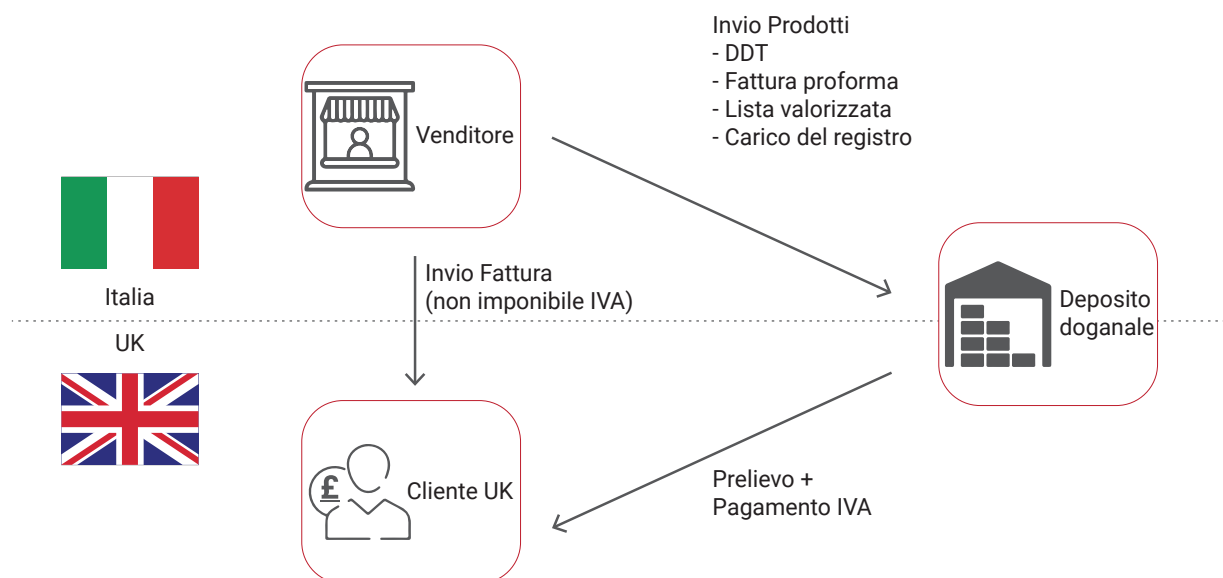 Invio Prodotti
- DDT
- Fattura proforma
- Lista valorizzata
- Carico del registro
Venditore
Italia
Invio Fattura
(non imponibile IVA)
Deposito
doganale
UK
£
Cliente UK
Prelievo +
Pagamento IVA